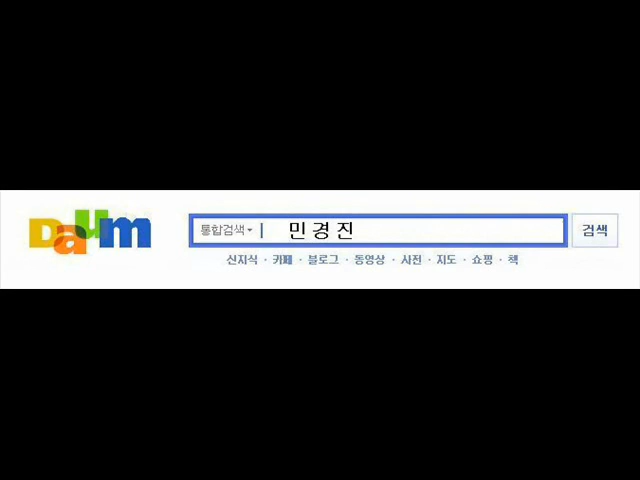 Daum 통합검색 민 경 진 검색
신지식 · 카페 · 블로그 · 동영상 · 사전 · 지도 · 쇼핑 · 책